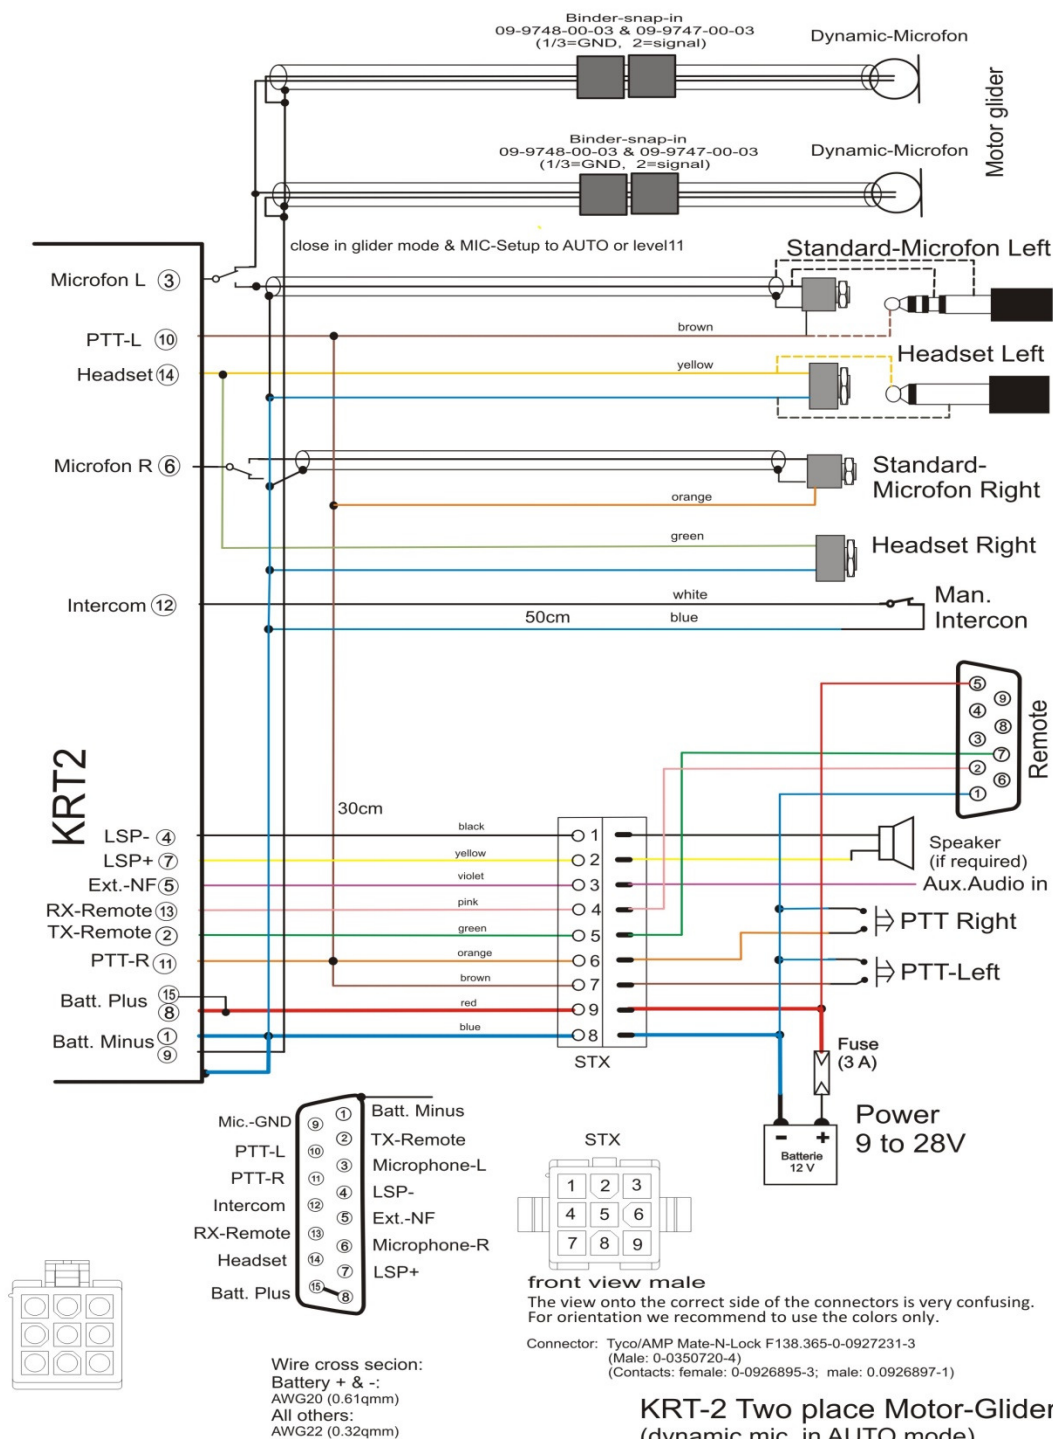 Binder-snap-in
09-9748-00-03 & 09-9747-00-03
(1/3=GND, 2=signal)
Dynamic-Microfon
Motor glider
Binder-snap-in
09-9748-00-03 & 09-9747-00-03
(1/3=GND, 2=signal)
Dynamic-Microfon
close in glider mode & MIC-Setup to AUTO or level11
Standard-Microfon Left
Microfon L 3
brown
PTT-L 10
Headset Left
yellow
Headset 14
Microfon R 6
Standard-
Microfon Right
orange
green
Headset Right
Intercom 12
white
Man.
Intercon
50cm
blue
5
9
4
8
3
7
2
6
1
Remote
KRT2
30cm
LSP- 4
black
1
Speaker
(if required)
LSP+ 7
yellow
2
Ext.-NF 5
violet
3
Aux.Audio in
RX-Remote 13
pink
4
PTT Right
TX-Remote 2
green
5
PTT-R 11
orange
6
PTT-Left
brown
7
Batt. Plus 15
8
red
9
Batt. Minus 1
9
blue
8
STX
Fuse
(3 A)
Power
9 to 28V
- +
Batterie
12 V
Mic.-GND 9
1 Batt. Minus
PTT-L 10
2 TX-Remote
PTT-R 11
3 Microphone-L
Intercom 12
4 LSP-
RX-Remote 13
5 Ext.-NF
Headset 14
6 Microphone-R
Batt. Plus 15
7 LSP+
8
STX
1 2 3
4 5 6
7 8 9
front view male
The view onto the correct side of the connectors is very confusing.
For orientation we recommend to use the colors only.
Connector: Tyco/AMP Mate-N-Lock F138.365-0-0927231-3
(Male: 0-0350720-4)
(Contacts: female: 0-0926895-3; male: 0.0926897-1)
Wire cross secion:
Battery + & -:
AWG20 (0.61qmm)
All others:
AWG22 (0.32qmm)
KRT-2 Two place Motor-Glider
(dynamic mic. in AUTO mode)